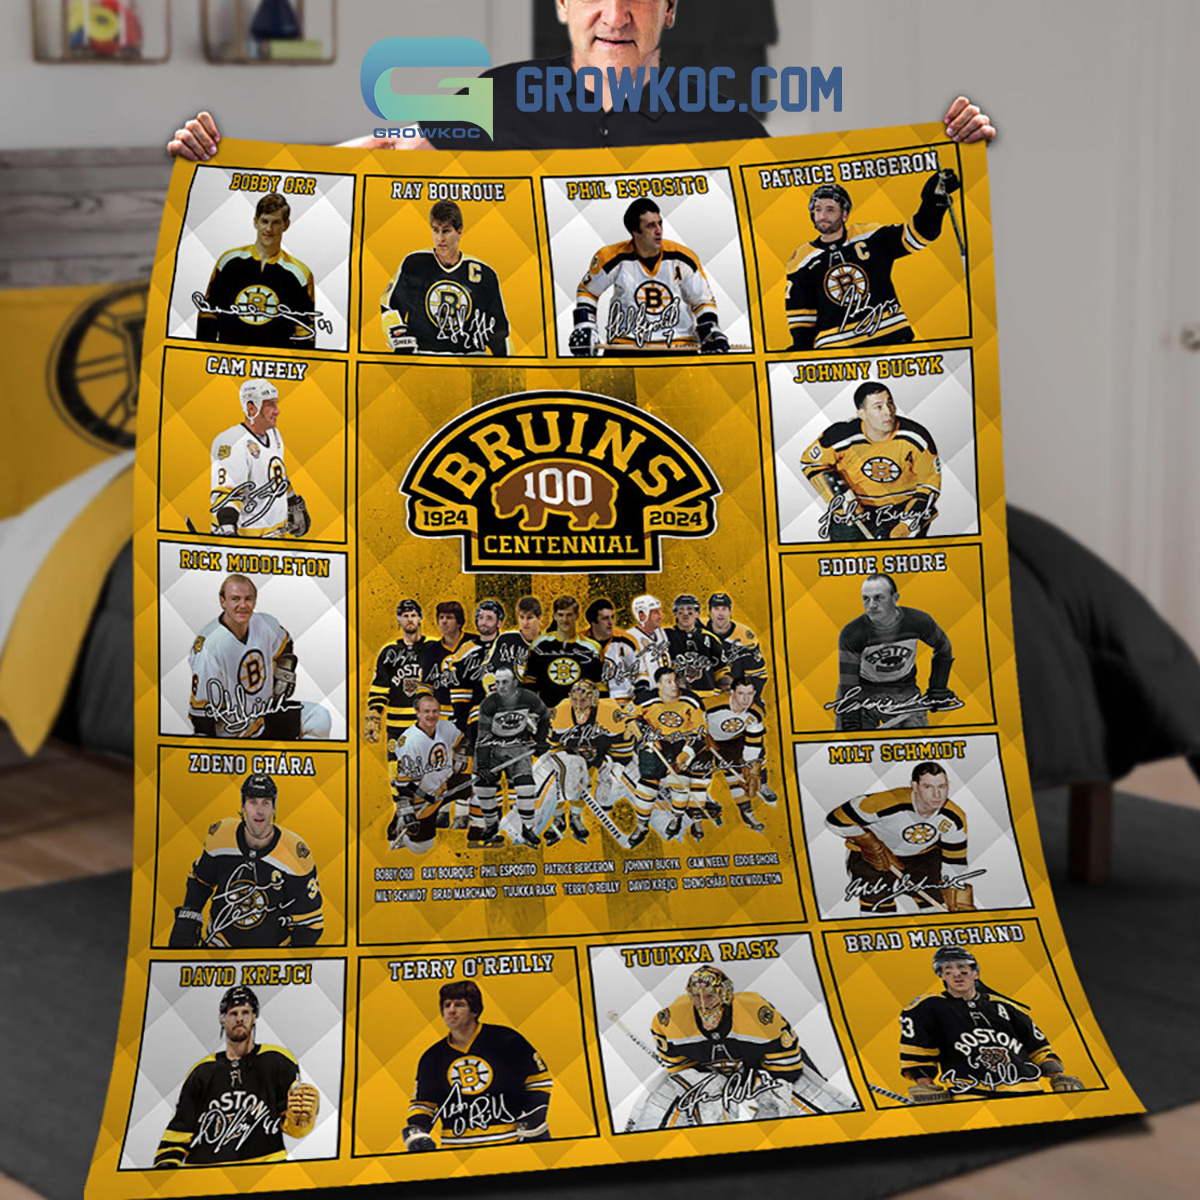 GROWKOC.COM
GROWKOC
BOBBY ORR
RAY BOURQUE
PHIL ESPOSITO
PATRICE BERGERON
CAM NEELY
JOHNNY BUCYK
BRUINS
100
1924
2024
CENTENNIAL
RICK MIDDLETON
EDDIE SHORE
ZDENO CHÁRA
MILT SCHMIDT
BOBBY ORR RAY BOURQUE PHIL ESPOSITO PATRICE BERGERON JOHNNY BUCYK CAM NEELY EDDIE SHORE
MILT SCHMIDT BRAD MARCHAND TUUKKA RASK TERRY O'REILLY DAVID KREJCI ZDENO CHÁRA RICK MIDDLETON
DAVID KREJCI
TERRY O'REILLY
TUUKKA RASK
BRAD MARCHAND
BOSTON